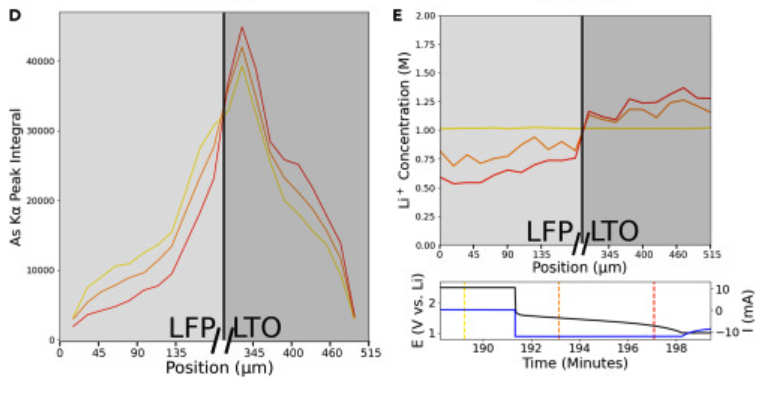 D
As Kα Peak Integral
40000
30000
20000
10000
0
LFP LTO
0 45 90 135 345 400 460 515
Position (μm)
E
Li⁺ Concentration (M)
2.00
1.75
1.50
1.25
1.00
0.75
0.50
0.25
0.00
LFP LTO
0 45 90 135 345 400 460 515
Position (μm)
E (V vs. Li)
2
1
10
0
−10
I (mA)
190 192 194 196 198
Time (Minutes)